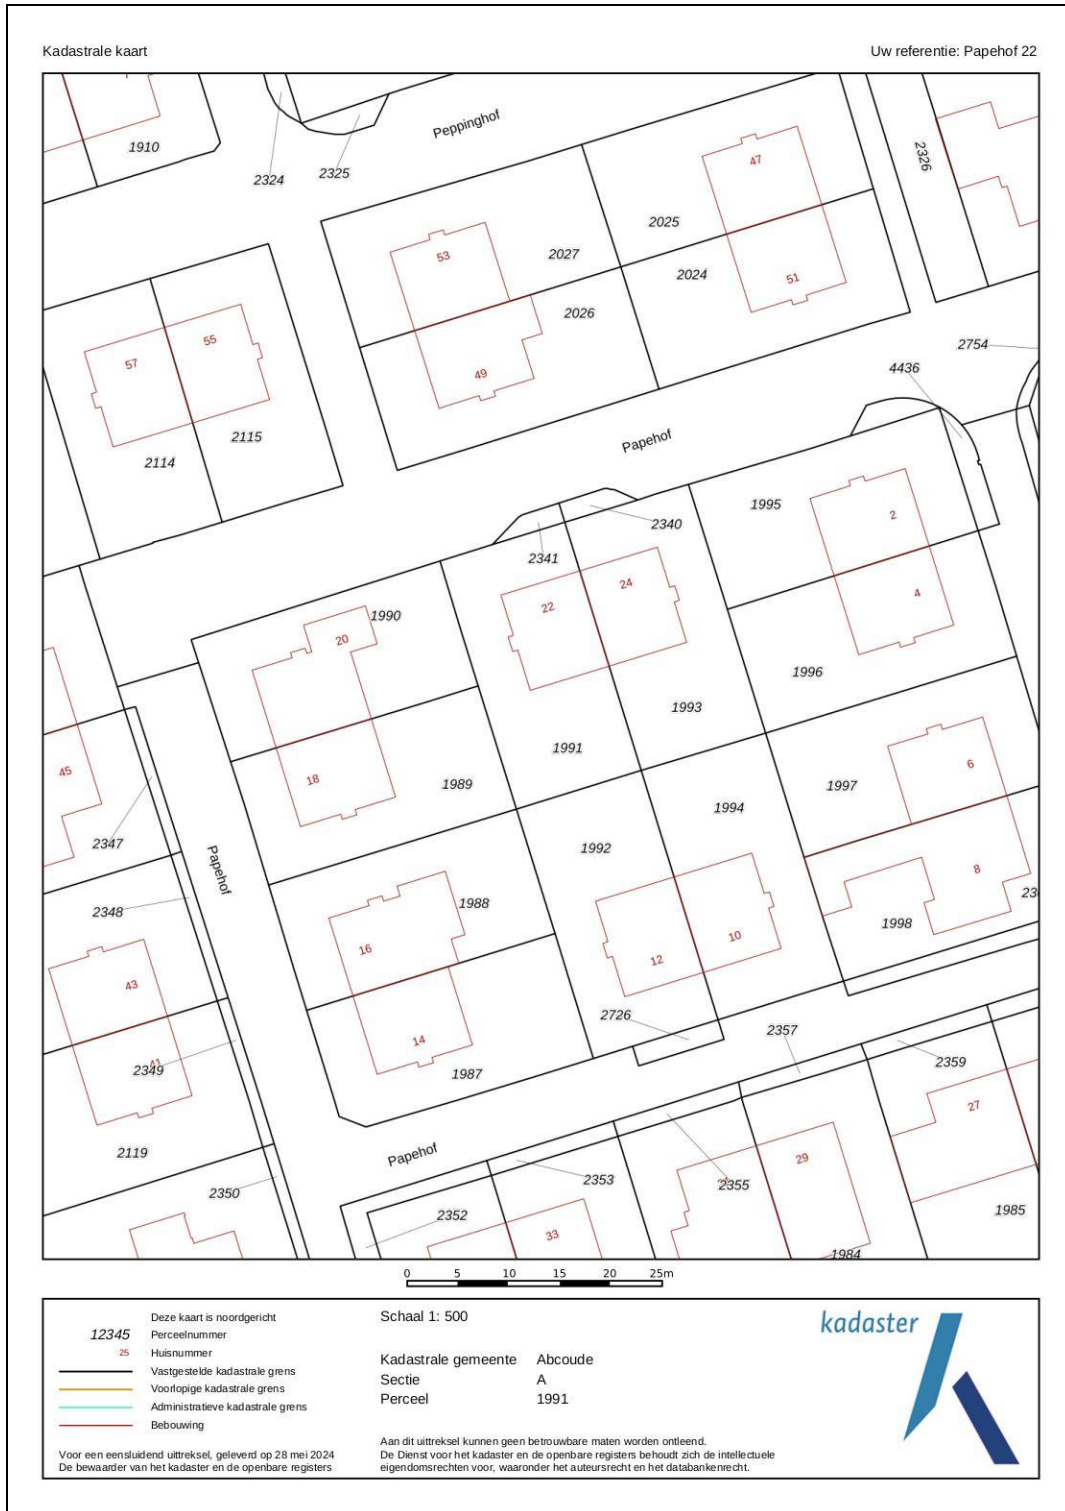 Kadastrale kaart
Uw referentie: Papehof 22
1910
2324
2325
Peppinghof
47
2326
2025
53
2027
2024
51
2026
55
57
49
2754
4436
2115
2114
Papehof
1995
2
2340
2341
24
22
4
1990
20
1996
1993
1991
6
45
18
1989
1997
1994
2347
1992
Papehof
8
2348
1988
1998
16
10
12
43
2726
2357
14
41
2349
1987
2359
27
2119
Papehof
29
2353
2355
2350
2352
1985
33
1984
0 5 10 15 20 25m
Deze kaart is noordgericht
12345 Perceelnummer
25 Huisnummer
Vastgestelde kadastrale grens
Voorlopige kadastrale grens
Administratieve kadastrale grens
Bebouwing
Voor een eensluidend uittreksel, geleverd op 28 mei 2024
De bewaarder van het kadaster en de openbare registers
Schaal 1: 500
Kadastrale gemeente Abcoude
Sectie A
Perceel 1991
Aan dit uittreksel kunnen geen betrouwbare maten worden ontleend.
De Dienst voor het kadaster en de openbare registers behoudt zich de intellectuele
eigendomsrechten voor, waaronder het auteursrecht en het databankenrecht.
kadaster